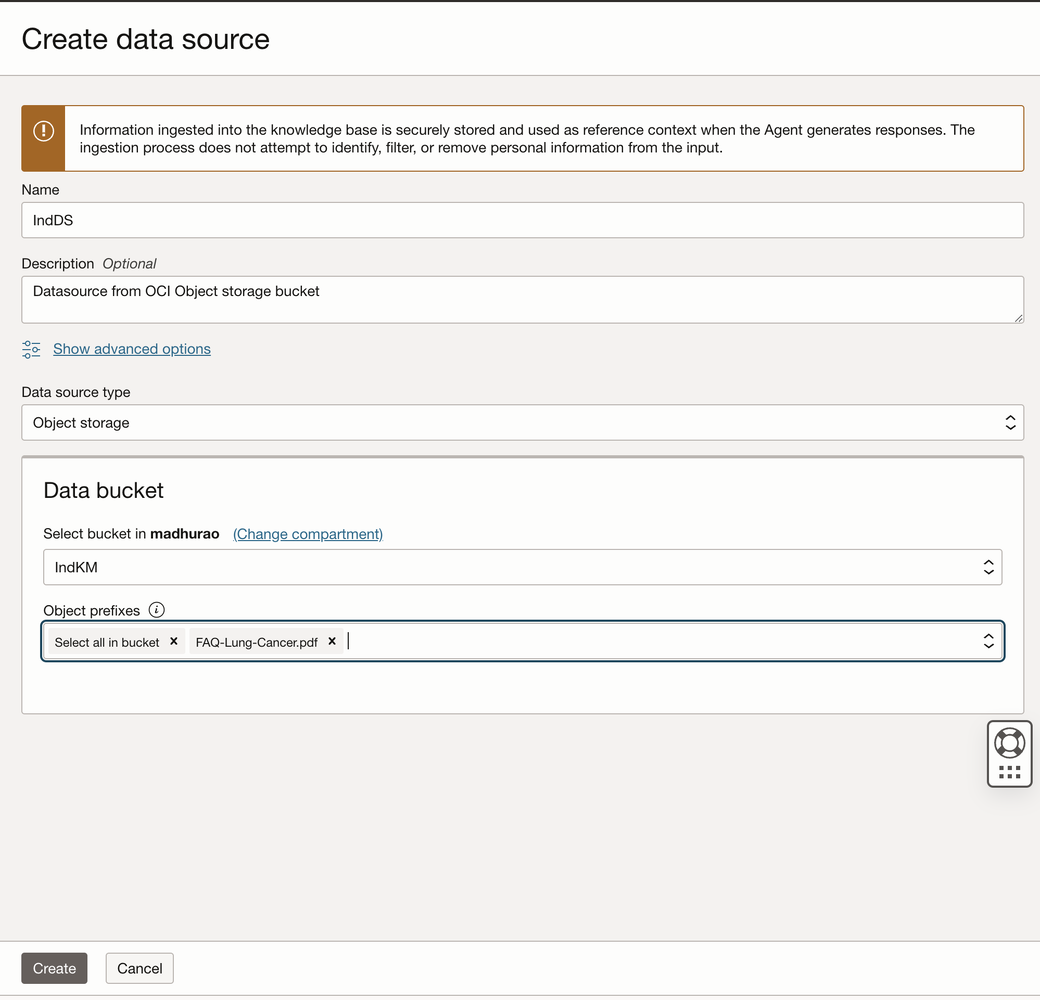 Create data source
Information ingested into the knowledge base is securely stored and used as reference context when the Agent generates responses. The
ingestion process does not attempt to identify, filter, or remove personal information from the input.
Name
IndDS
Description Optional
Datasource from OCI Object storage bucket
Show advanced options
Data source type
Object storage
Data bucket
Select bucket in madhurao (Change compartment)
IndKM
Object prefixes
Select all in bucket FAQ-Lung-Cancer.pdf
Create Cancel